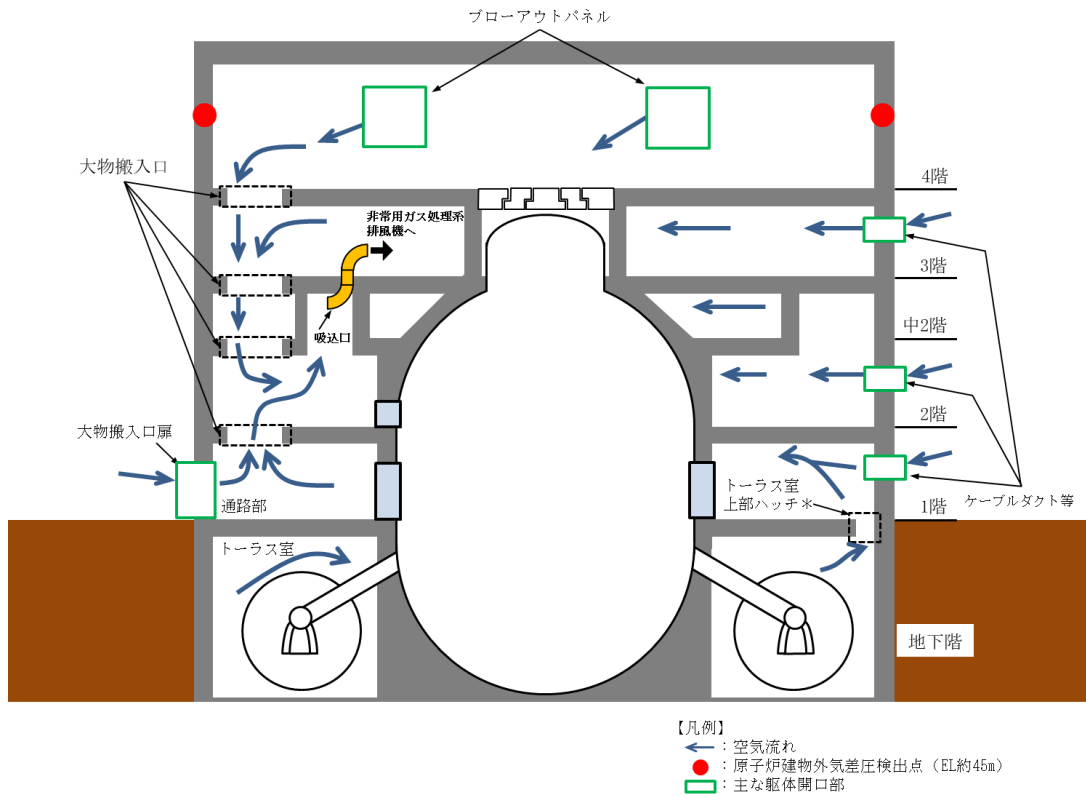 ブローアウトパネル
大物搬入口
4階
非常用ガス処理系
排風機へ
3階
中2階
吸込口
2階
大物搬入口扉
トーラス室
上部ハッチ＊
ケーブルダクト等
通路部
1階
トーラス室
地下階
【凡例】
：空気流れ
：原子炉建物外気差圧検出点（EL約45m）
：主な躯体開口部